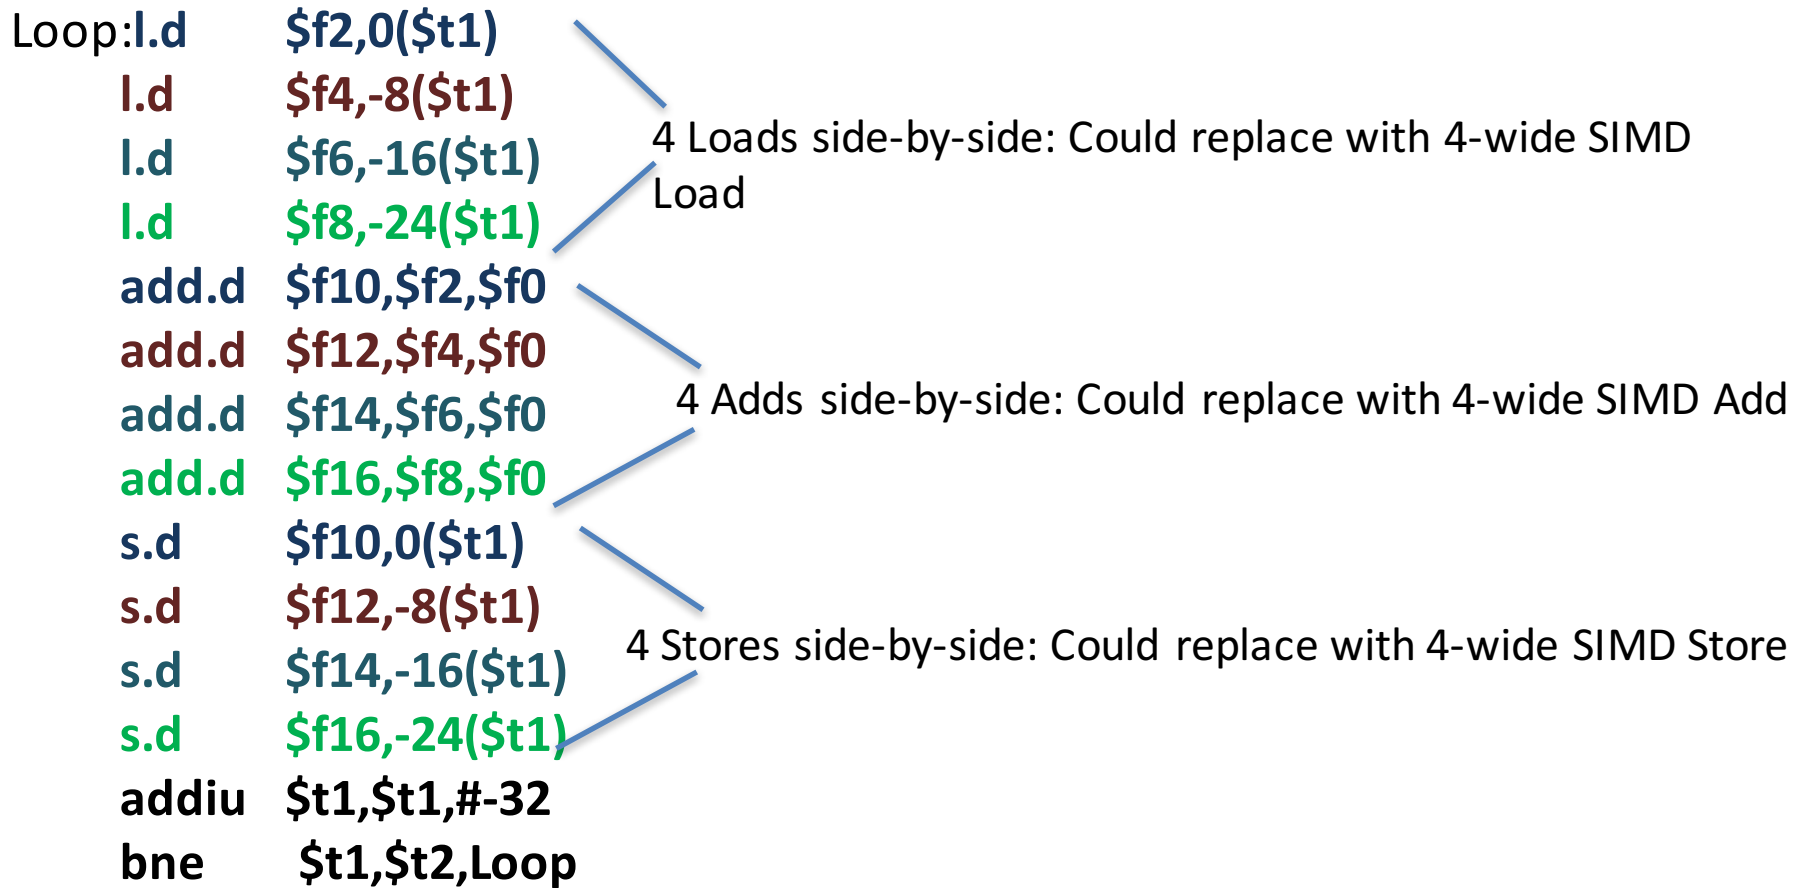 Loop:l.d $f2,0($t1)
l.d $f4,-8($t1)
l.d $f6,-16($t1)
l.d $f8,-24($t1)
4 Loads side-by-side: Could replace with 4-wide SIMD
Load
add.d $f10,$f2,$f0
add.d $f12,$f4,$f0
add.d $f14,$f6,$f0
add.d $f16,$f8,$f0
4 Adds side-by-side: Could replace with 4-wide SIMD Add
s.d $f10,0($t1)
s.d $f12,-8($t1)
s.d $f14,-16($t1)
s.d $f16,-24($t1)
4 Stores side-by-side: Could replace with 4-wide SIMD Store
addiu $t1,$t1,#-32
bne $t1,$t2,Loop